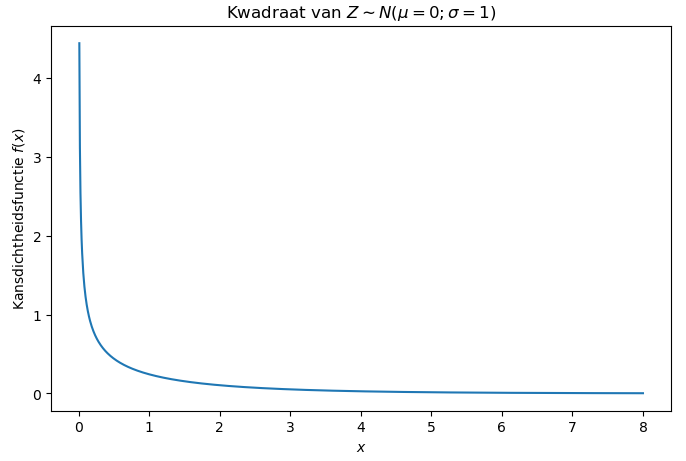 Kwadraat van Z ∼ N(μ = 0; σ = 1)
Kansdichtheidsfunctie f(x)
4
3
2
1
0
0 1 2 3 4 5 6 7 8
x